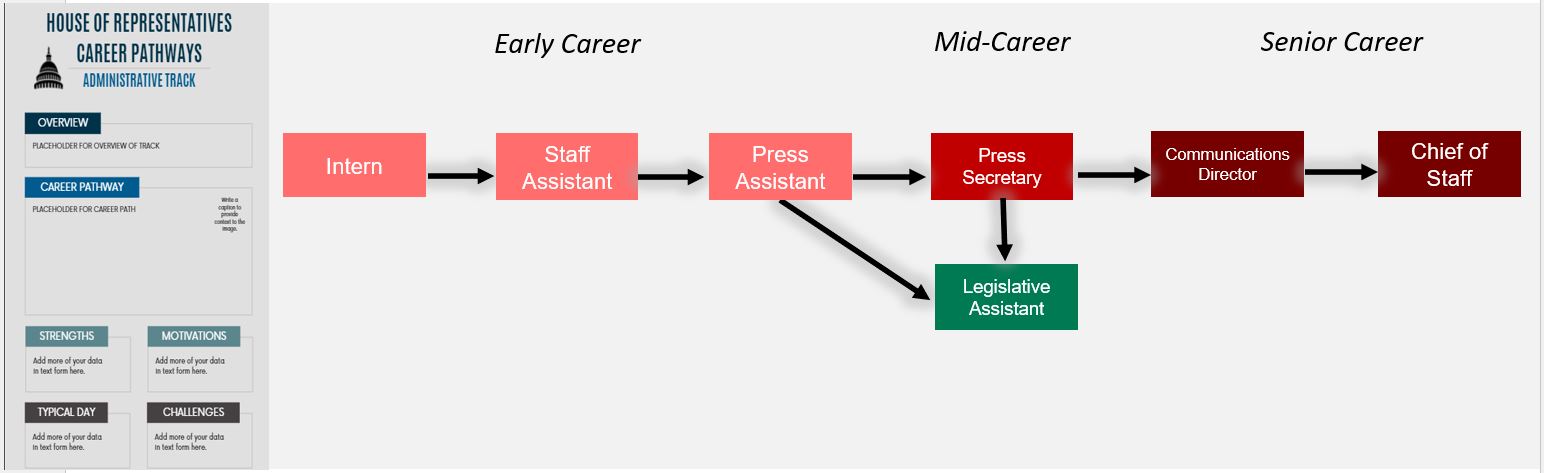 HOUSE OF REPRESENTATIVES
CAREER PATHWAYS
ADMINISTRATIVE TRACK
OVERVIEW
PLACEHOLDER FOR OVERVIEW OF TRACK
CAREER PATHWAY
PLACEHOLDER FOR CAREER PATH
Write a
caption to
provide
context to the
image.
STRENGTHS
Add more of your data
in text form here.
MOTIVATIONS
Add more of your data
in text form here.
TYPICAL DAY
Add more of your data
in text form here.
CHALLENGES
Add more of your data
in text form here.
Early Career
Mid-Career
Senior Career
Intern
Staff
Assistant
Press
Assistant
Press
Secretary
Communications
Director
Chief of
Staff
Legislative
Assistant